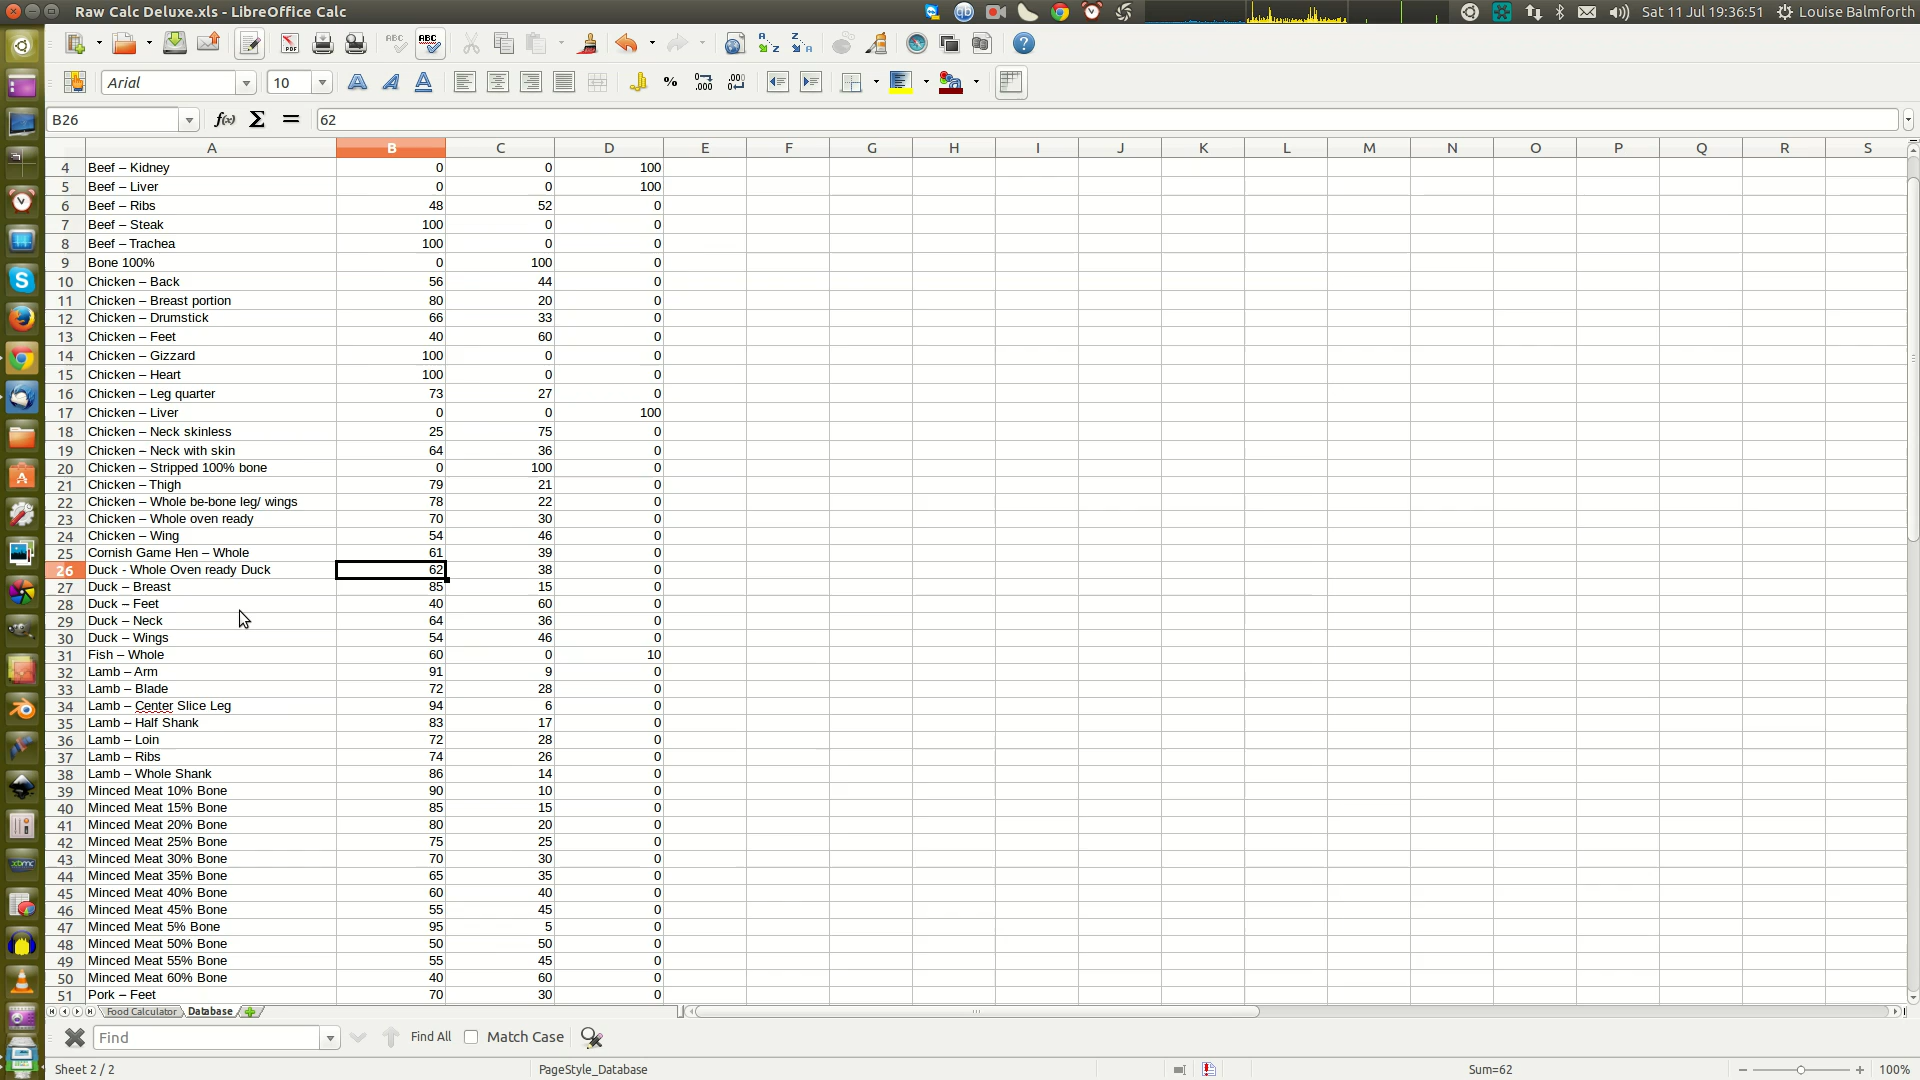 Raw Calc Deluxe.xls - LibreOffice Calc
Sat 11 Jul 19:36:51 Louise Balmforth
Arial 10
B26 62
A B C D E F G H I J K L M N O P Q R S
4 Beef – Kidney 0 0 100
5 Beef – Liver 0 0 100
6 Beef – Ribs 48 52 0
7 Beef – Steak 100 0 0
8 Beef – Trachea 100 0 0
9 Bone 100% 0 100 0
10 Chicken – Back 56 44 0
11 Chicken – Breast portion 80 20 0
12 Chicken – Drumstick 66 33 0
13 Chicken – Feet 40 60 0
14 Chicken – Gizzard 100 0 0
15 Chicken – Heart 100 0 0
16 Chicken – Leg quarter 73 27 0
17 Chicken – Liver 0 0 100
18 Chicken – Neck skinless 25 75 0
19 Chicken – Neck with skin 64 36 0
20 Chicken – Stripped 100% bone 0 100 0
21 Chicken – Thigh 79 21 0
22 Chicken – Whole be-bone leg/ wings 78 22 0
23 Chicken – Whole oven ready 70 30 0
24 Chicken – Wing 54 46 0
25 Cornish Game Hen – Whole 61 39 0
26 Duck - Whole Oven ready Duck 62 38 0
27 Duck – Breast 85 15 0
28 Duck – Feet 40 60 0
29 Duck – Neck 64 36 0
30 Duck – Wings 54 46 0
31 Fish – Whole 60 0 10
32 Lamb – Arm 91 9 0
33 Lamb – Blade 72 28 0
34 Lamb – Center Slice Leg 94 6 0
35 Lamb – Half Shank 83 17 0
36 Lamb – Loin 72 28 0
37 Lamb – Ribs 74 26 0
38 Lamb – Whole Shank 86 14 0
39 Minced Meat 10% Bone 90 10 0
40 Minced Meat 15% Bone 85 15 0
41 Minced Meat 20% Bone 80 20 0
42 Minced Meat 25% Bone 75 25 0
43 Minced Meat 30% Bone 70 30 0
44 Minced Meat 35% Bone 65 35 0
45 Minced Meat 40% Bone 60 40 0
46 Minced Meat 45% Bone 55 45 0
47 Minced Meat 5% Bone 95 5 0
48 Minced Meat 50% Bone 50 50 0
49 Minced Meat 55% Bone 55 45 0
50 Minced Meat 60% Bone 40 60 0
51 Pork – Feet 70 30 0
Food Calculator Database
Find Find All Match Case
Sheet 2 / 2 PageStyle_Database Sum=62 100%